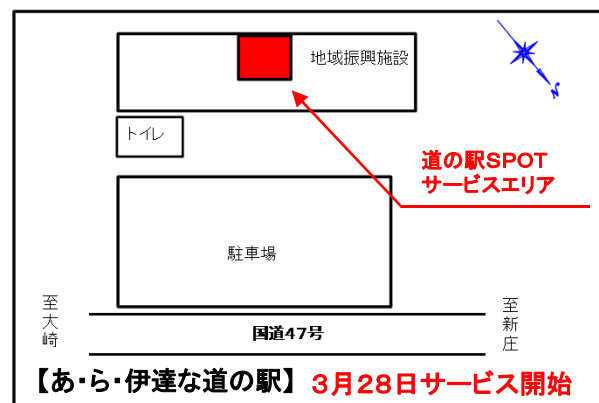 地域振興施設
N
トイレ
道の駅SPOT
サービスエリア
駐車場
至大崎
至新庄
国道47号
【あ・ら・伊達な道の駅】 3月28日サービス開始